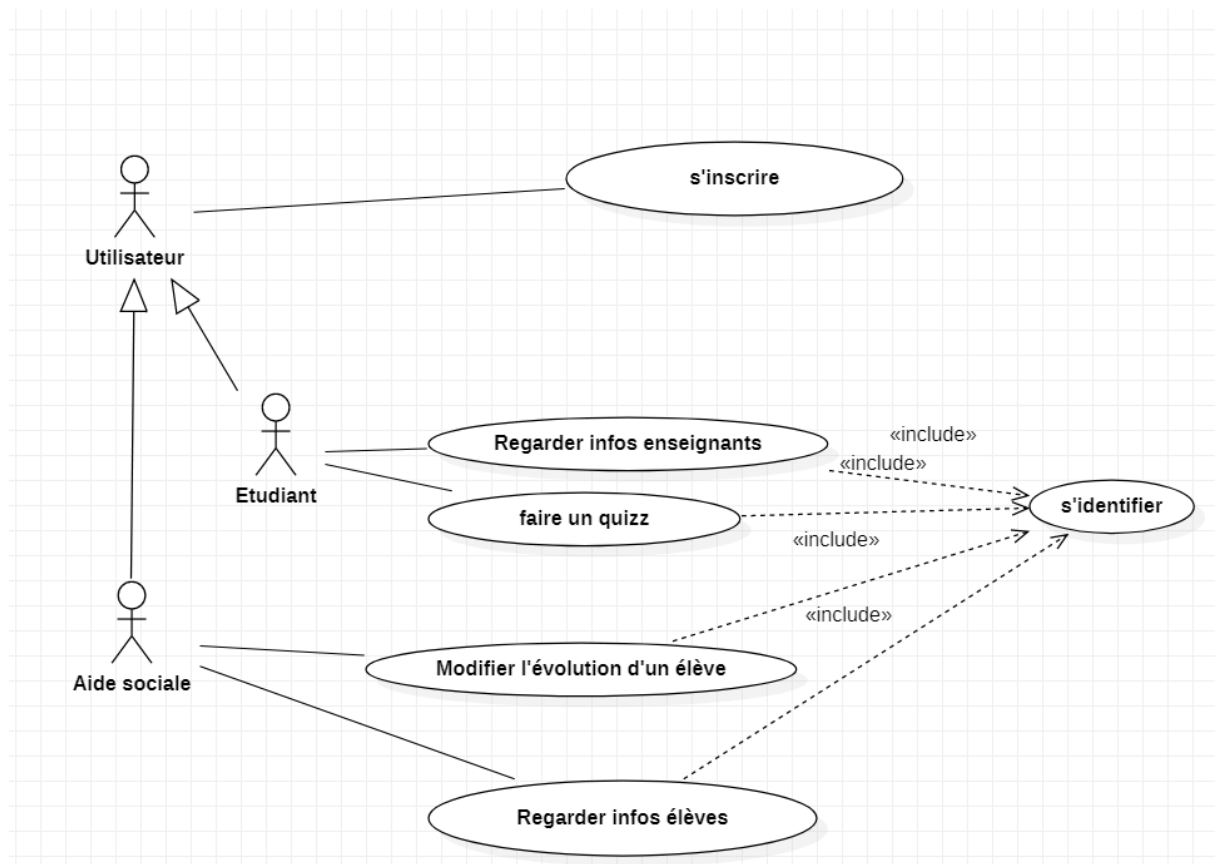 s'inscrire
Utilisateur
Regarder infos enseignants
«include»
«include»
Etudiant
faire un quizz
s'identifier
«include»
«include»
Modifier l'évolution d'un élève
Aide sociale
Regarder infos élèves